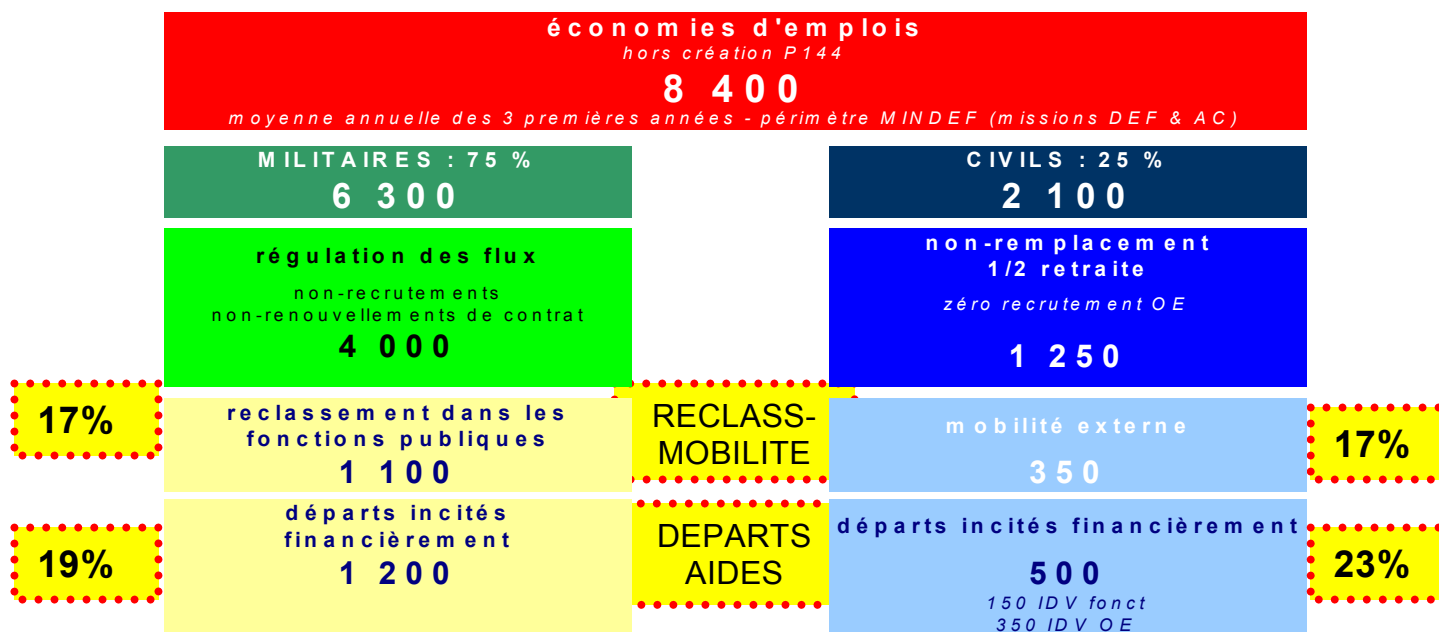 économies d'emplois
hors création P144
8 400
moyenne annuelle des 3 premières années - périmètre MINDEF (missions DEF & AC)
MILITAIRES : 75 %
6 300
CIVILS : 25 %
2 100
régulation des flux
non-recrutements
non-renouvellements de contrat
4 000
non-remplacement
1/2 retraite
zéro recrutement OE
1 250
17%
reclassement dans les
fonctions publiques
1 100
RECLASS-
MOBILITE
mobilité externe
350
17%
19%
départs incités
financièrement
1 200
DEPARTS
AIDES
départs incités financièrement
500
150 IDV fonct
350 IDV OE
23%